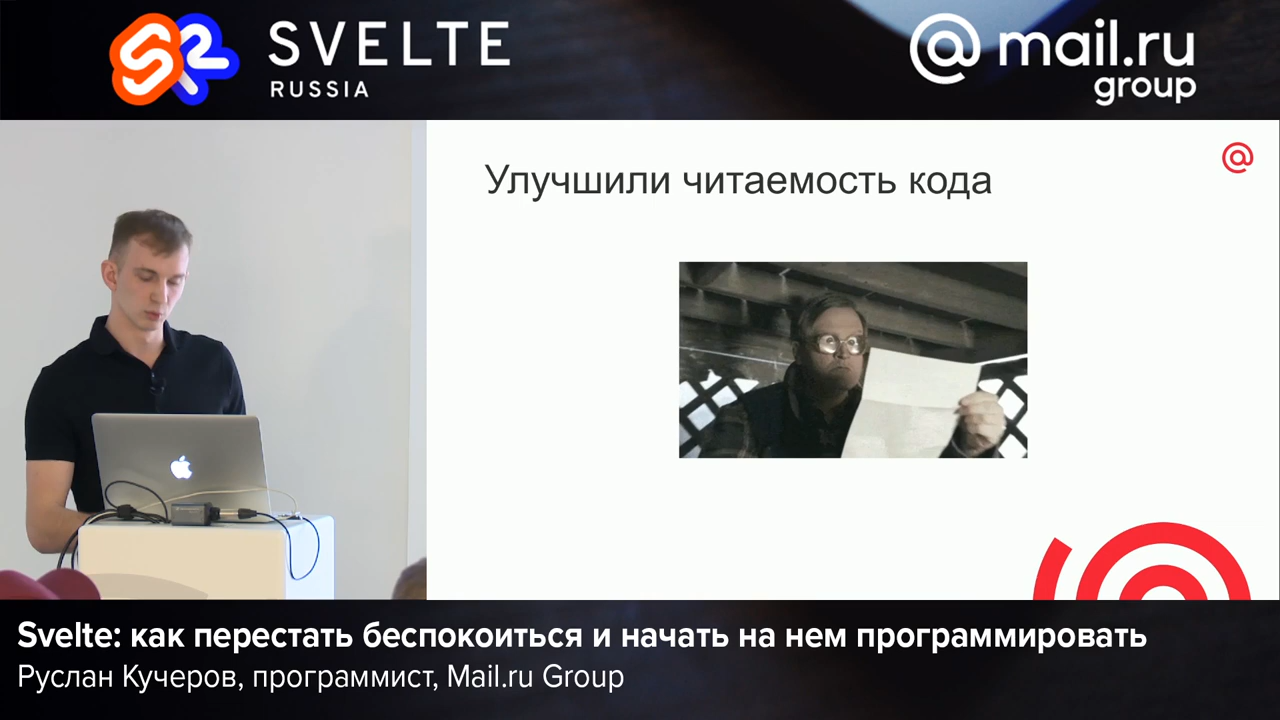 SVELTE
RUSSIA
@mail.ru
group
Улучшили читаемость кода
Svelte: как перестать беспокоиться и начать на нем программировать
Руслан Кучеров, программист, Mail.ru Group